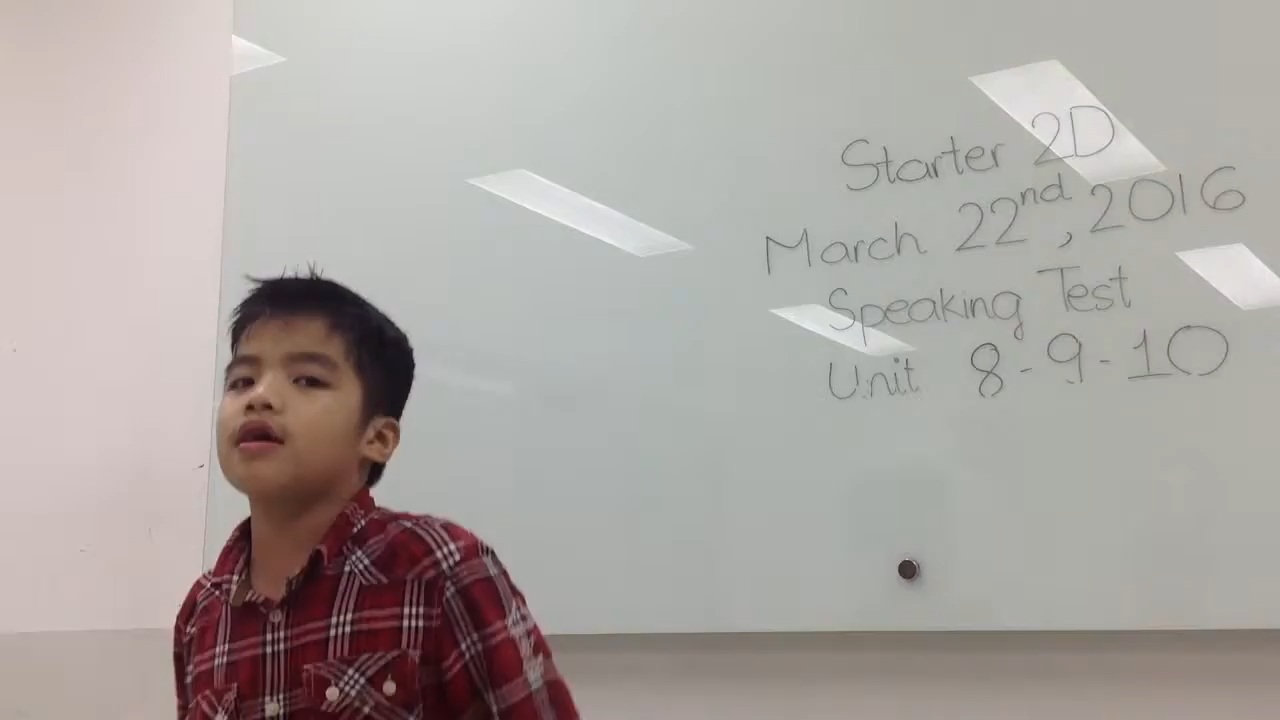 Starter 2D
March 22nd, 2016
Speaking Test
Unit 8-9-10